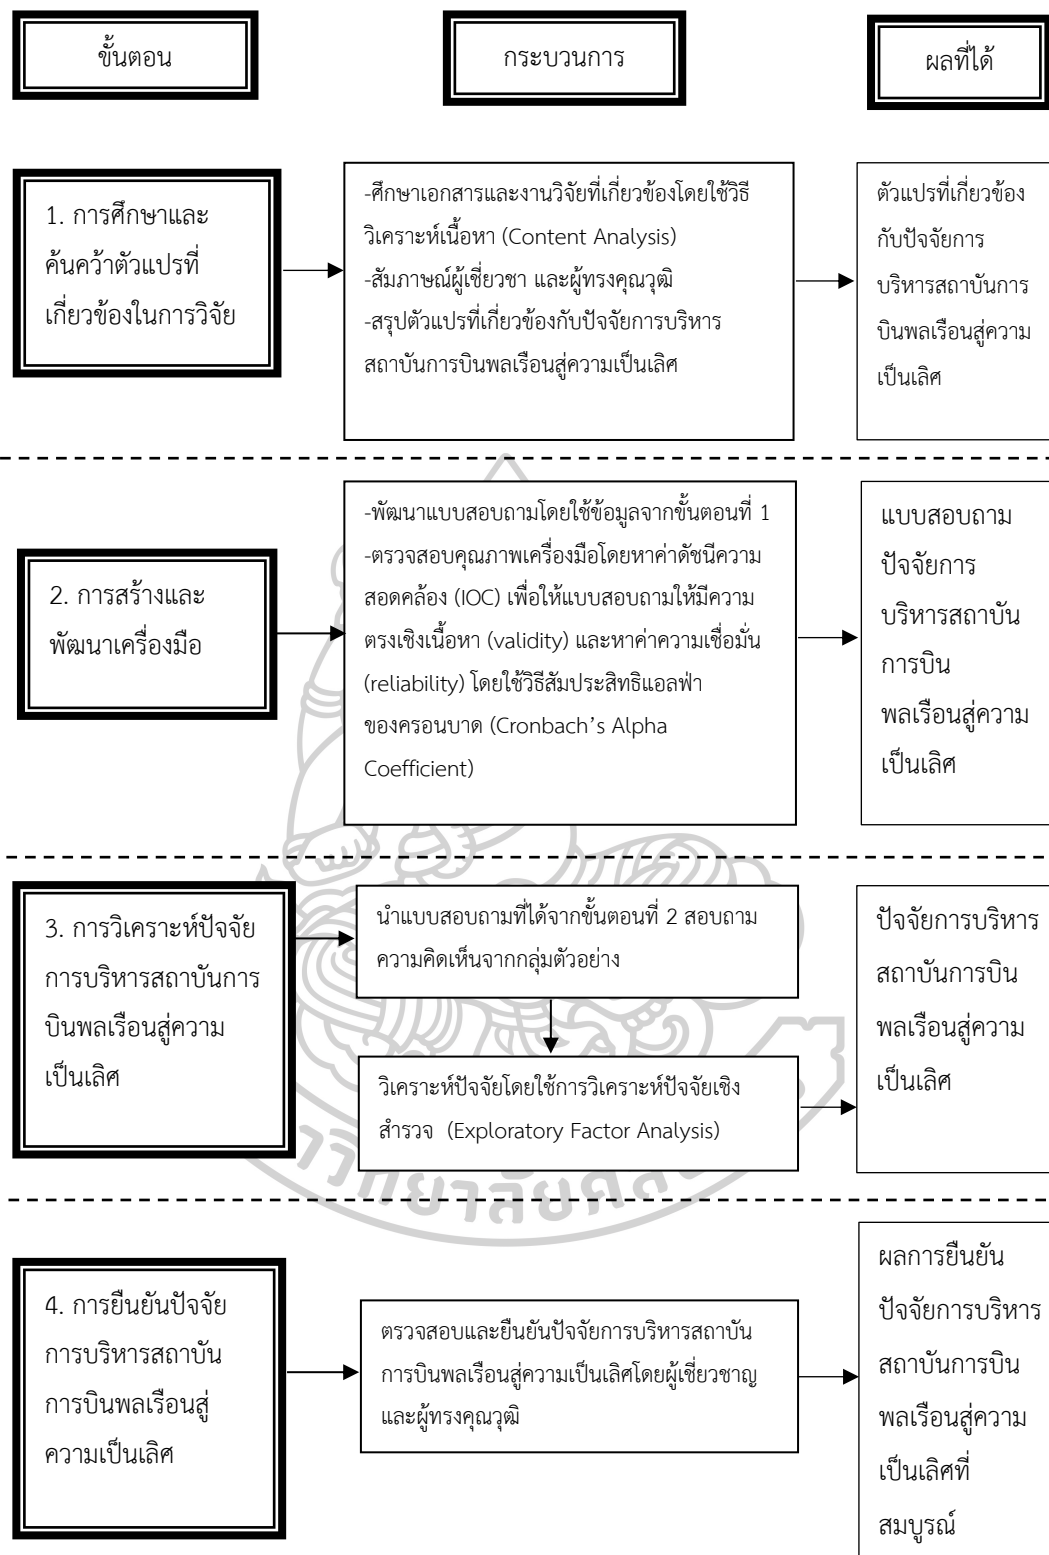 ขั้นตอน
กระบวนการ
ผลที่ได้
1. การศึกษาและ
ค้นคว้าตัวแปรที่
เกี่ยวข้องในการวิจัย
-ศึกษาเอกสารและงานวิจัยที่เกี่ยวข้องโดยใช้วิธี
วิเคราะห์เนื้อหา (Content Analysis)
-สัมภาษณ์ผู้เชี่ยวชา และผู้ทรงคุณวุฒิ
-สรุปตัวแปรที่เกี่ยวข้องกับปัจจัยการบริหาร
สถาบันการบินพลเรือนสู่ความเป็นเลิศ
ตัวแปรที่เกี่ยวข้อง
กับปัจจัยการ
บริหารสถาบันการ
บินพลเรือนสู่ความ
เป็นเลิศ
2. การสร้างและ
พัฒนาเครื่องมือ
-พัฒนาแบบสอบถามโดยใช้ข้อมูลจากขั้นตอนที่ 1
-ตรวจสอบคุณภาพเครื่องมือโดยหาค่าดัชนีความ
สอดคล้อง (IOC) เพื่อให้แบบสอบถามให้มีความ
ตรงเชิงเนื้อหา (validity) และหาค่าความเชื่อมั่น
(reliability) โดยใช้วิธีสัมประสิทธิแอลฟ่า
ของครอนบาด (Cronbach’s Alpha
Coefficient)
แบบสอบถาม
ปัจจัยการ
บริหารสถาบัน
การบิน
พลเรือนสู่ความ
เป็นเลิศ
3. การวิเคราะห์ปัจจัย
การบริหารสถาบันการ
บินพลเรือนสู่ความ
เป็นเลิศ
นำแบบสอบถามที่ได้จากขั้นตอนที่ 2 สอบถาม
ความคิดเห็นจากกลุ่มตัวอย่าง
วิเคราะห์ปัจจัยโดยใช้การวิเคราะห์ปัจจัยเชิง
สำรวจ (Exploratory Factor Analysis)
ปัจจัยการบริหาร
สถาบันการบิน
พลเรือนสู่ความ
เป็นเลิศ
4. การยืนยันปัจจัย
การบริหารสถาบัน
การบินพลเรือนสู่
ความเป็นเลิศ
ตรวจสอบและยืนยันปัจจัยการบริหารสถาบัน
การบินพลเรือนสู่ความเป็นเลิศโดยผู้เชี่ยวชาญ
และผู้ทรงคุณวุฒิ
ผลการยืนยัน
ปัจจัยการบริหาร
สถาบันการบิน
พลเรือนสู่ความ
เป็นเลิศที่
สมบูรณ์